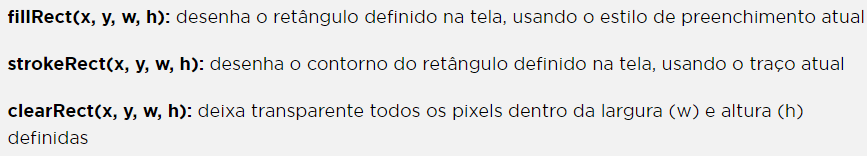 fillRect(x, y, w, h): desenha o retângulo definido na tela, usando o estilo de preenchimento atual
strokeRect(x, y, w, h): desenha o contorno do retângulo definido na tela, usando o traço atual
clearRect(x, y, w, h): deixa transparente todos os pixels dentro da largura (w) e altura (h)
definidas